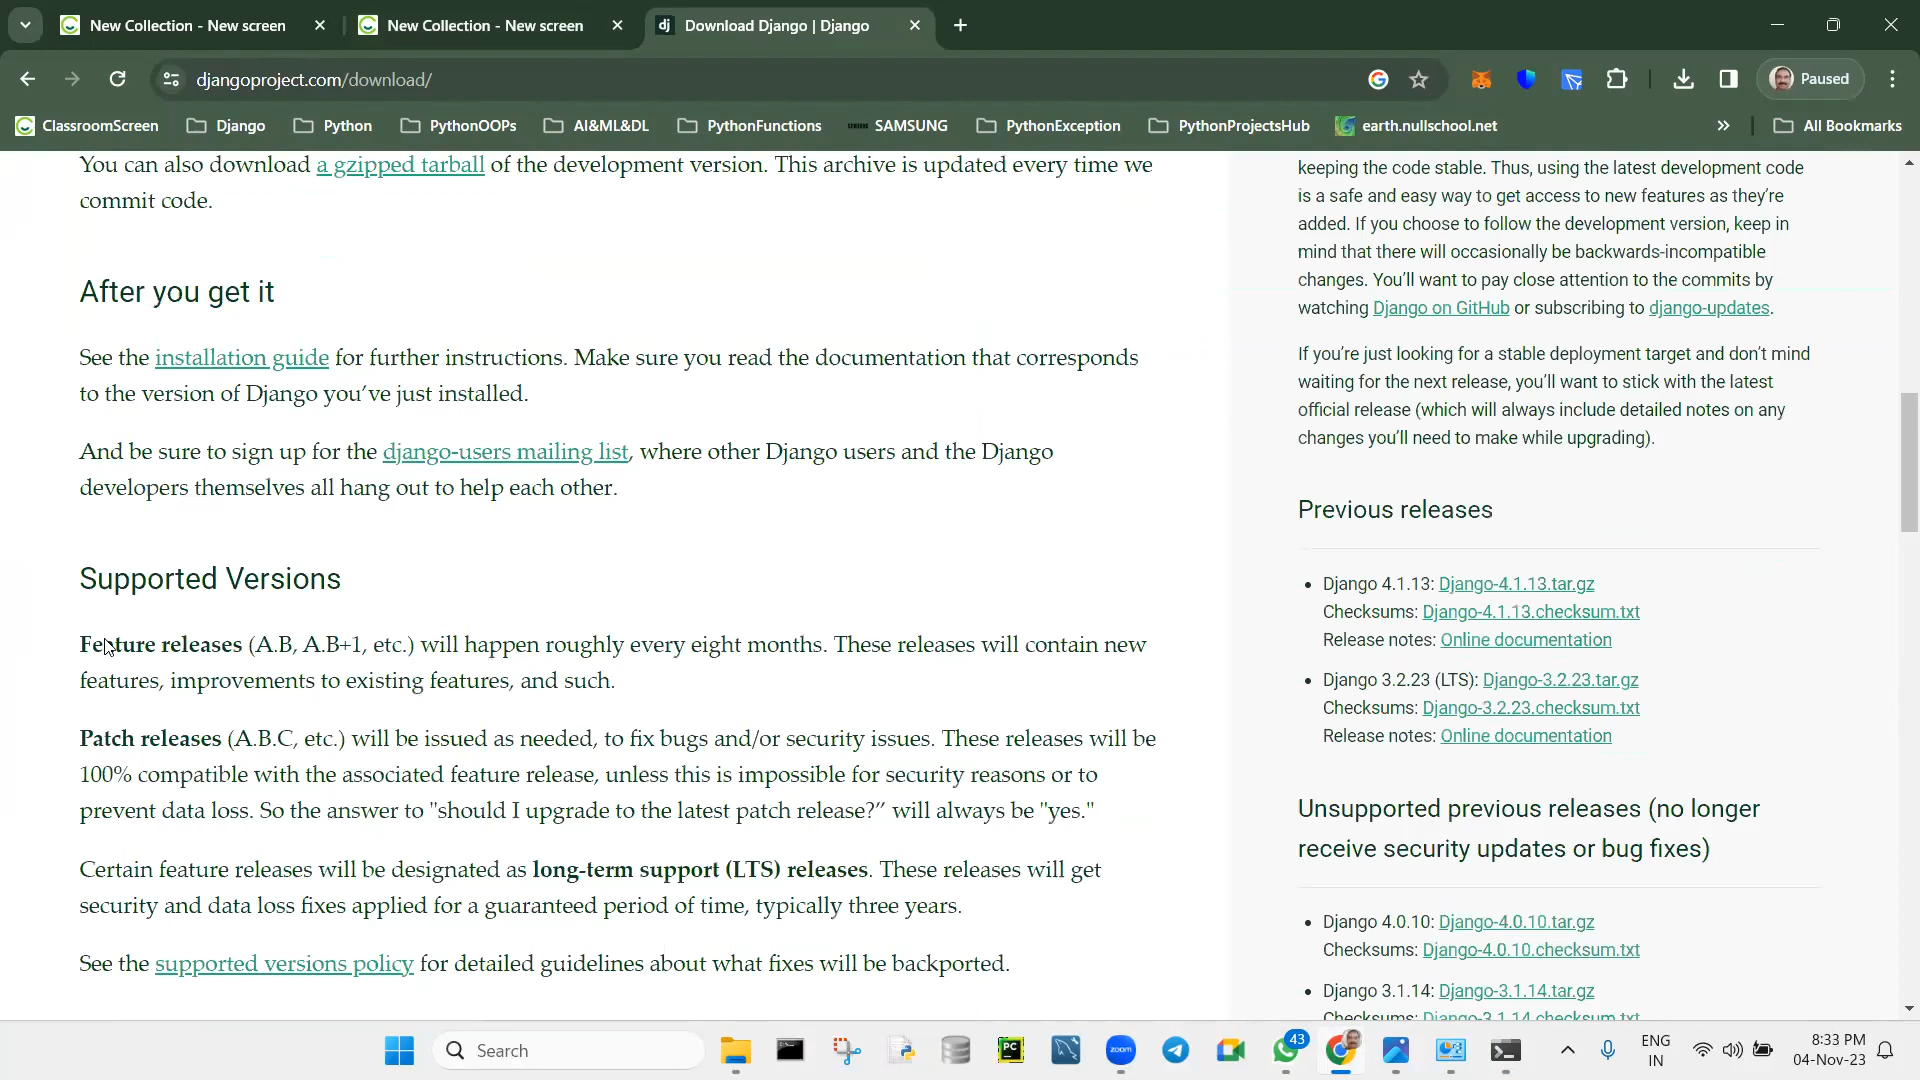 New Collection - New screen
New Collection - New screen
Download Django | Django
djangoproject.com/download/
Paused
ClassroomScreen
Django
Python
PythonOOPs
AI&ML&DL
PythonFunctions
SAMSUNG
PythonException
PythonProjectsHub
earth.nullschool.net
»
All Bookmarks
You can also download a gzipped tarball of the development version. This archive is updated every time we
commit code.
After you get it
See the installation guide for further instructions. Make sure you read the documentation that corresponds
to the version of Django you've just installed.
And be sure to sign up for the django-users mailing list, where other Django users and the Django
developers themselves all hang out to help each other.
Supported Versions
Feature releases (A.B, A.B+1, etc.) will happen roughly every eight months. These releases will contain new
features, improvements to existing features, and such.
Patch releases (A.B.C, etc.) will be issued as needed, to fix bugs and/or security issues. These releases will be
100% compatible with the associated feature release, unless this is impossible for security reasons or to
prevent data loss. So the answer to "should I upgrade to the latest patch release?” will always be "yes."
Certain feature releases will be designated as long-term support (LTS) releases. These releases will get
security and data loss fixes applied for a guaranteed period of time, typically three years.
See the supported versions policy for detailed guidelines about what fixes will be backported.
keeping the code stable. Thus, using the latest development code
is a safe and easy way to get access to new features as they're
added. If you choose to follow the development version, keep in
mind that there will occasionally be backwards-incompatible
changes. You'll want to pay close attention to the commits by
watching Django on GitHub or subscribing to django-updates.
If you're just looking for a stable deployment target and don't mind
waiting for the next release, you'll want to stick with the latest
official release (which will always include detailed notes on any
changes you'll need to make while upgrading).
Previous releases
• Django 4.1.13: Django-4.1.13.tar.gz
Checksums: Django-4.1.13.checksum.txt
Release notes: Online documentation
• Django 3.2.23 (LTS): Django-3.2.23.tar.gz
Checksums: Django-3.2.23.checksum.txt
Release notes: Online documentation
Unsupported previous releases (no longer
receive security updates or bug fixes)
• Django 4.0.10: Django-4.0.10.tar.gz
Checksums: Django-4.0.10.checksum.txt
• Django 3.1.14: Django-3.1.14.tar.gz
Checksums: Django-3.1.14.checksum.txt
Search
PC
zoom
43
ENG
IN
8:33 PM
04-Nov-23